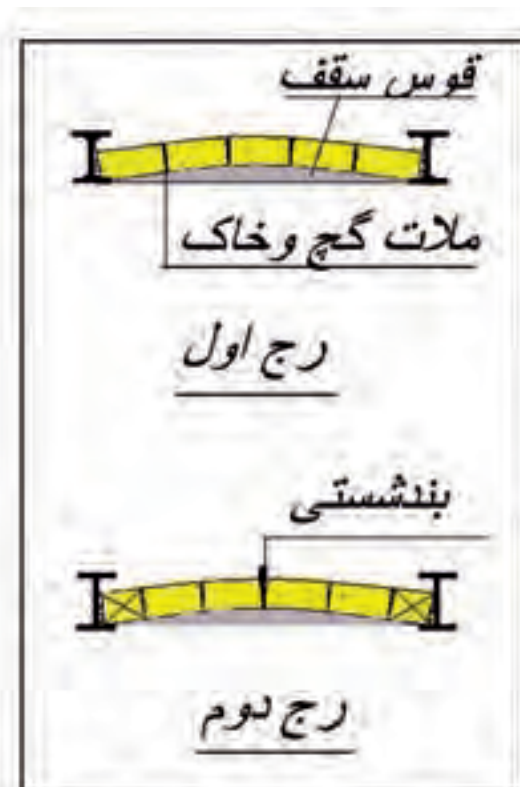 قوس سقف
ملات گچ وخاک
رج اول
بندشستی
رج دوم